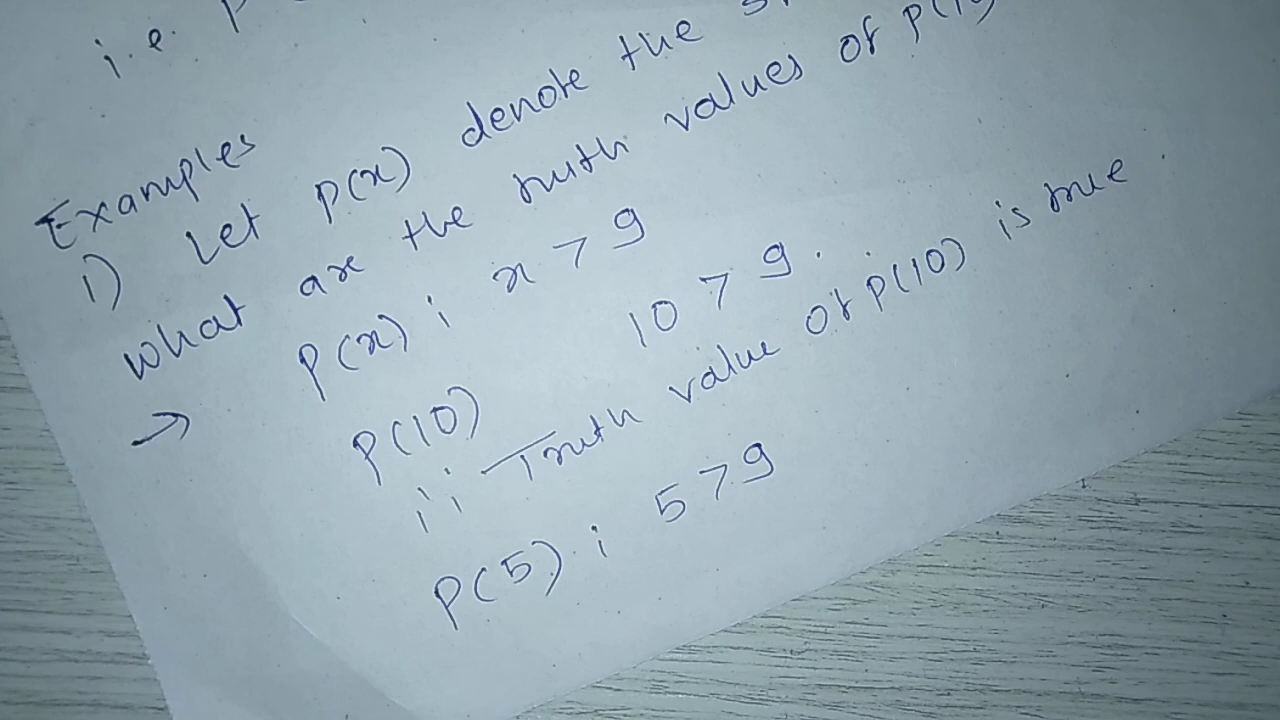 i.e. P
Examples
1) Let P(x) denote the
What are the truth values of P(10)
→ P(x) : x > 9
P(10) 10 > 9.
∴ Truth value of P(10) is true.
P(5) : 5 > 9